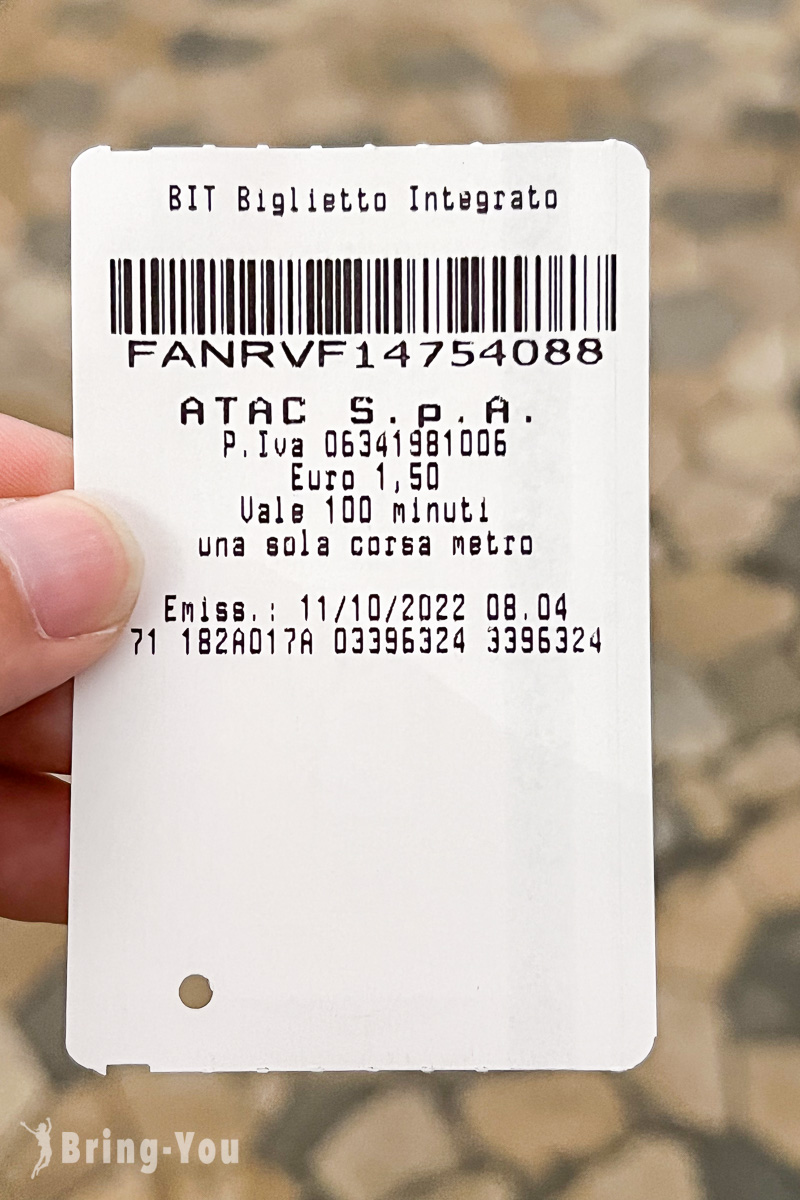 BIT Biglietto Integrato
FANRVF14754088
ATAC S.p.A.
P.Iva 06341981006
Euro 1,50
Vale 100 minuti
una sola corsa metro
Emiss.: 11/10/2022 08.04
71 182A017A 03396324 3396324
Bring-You